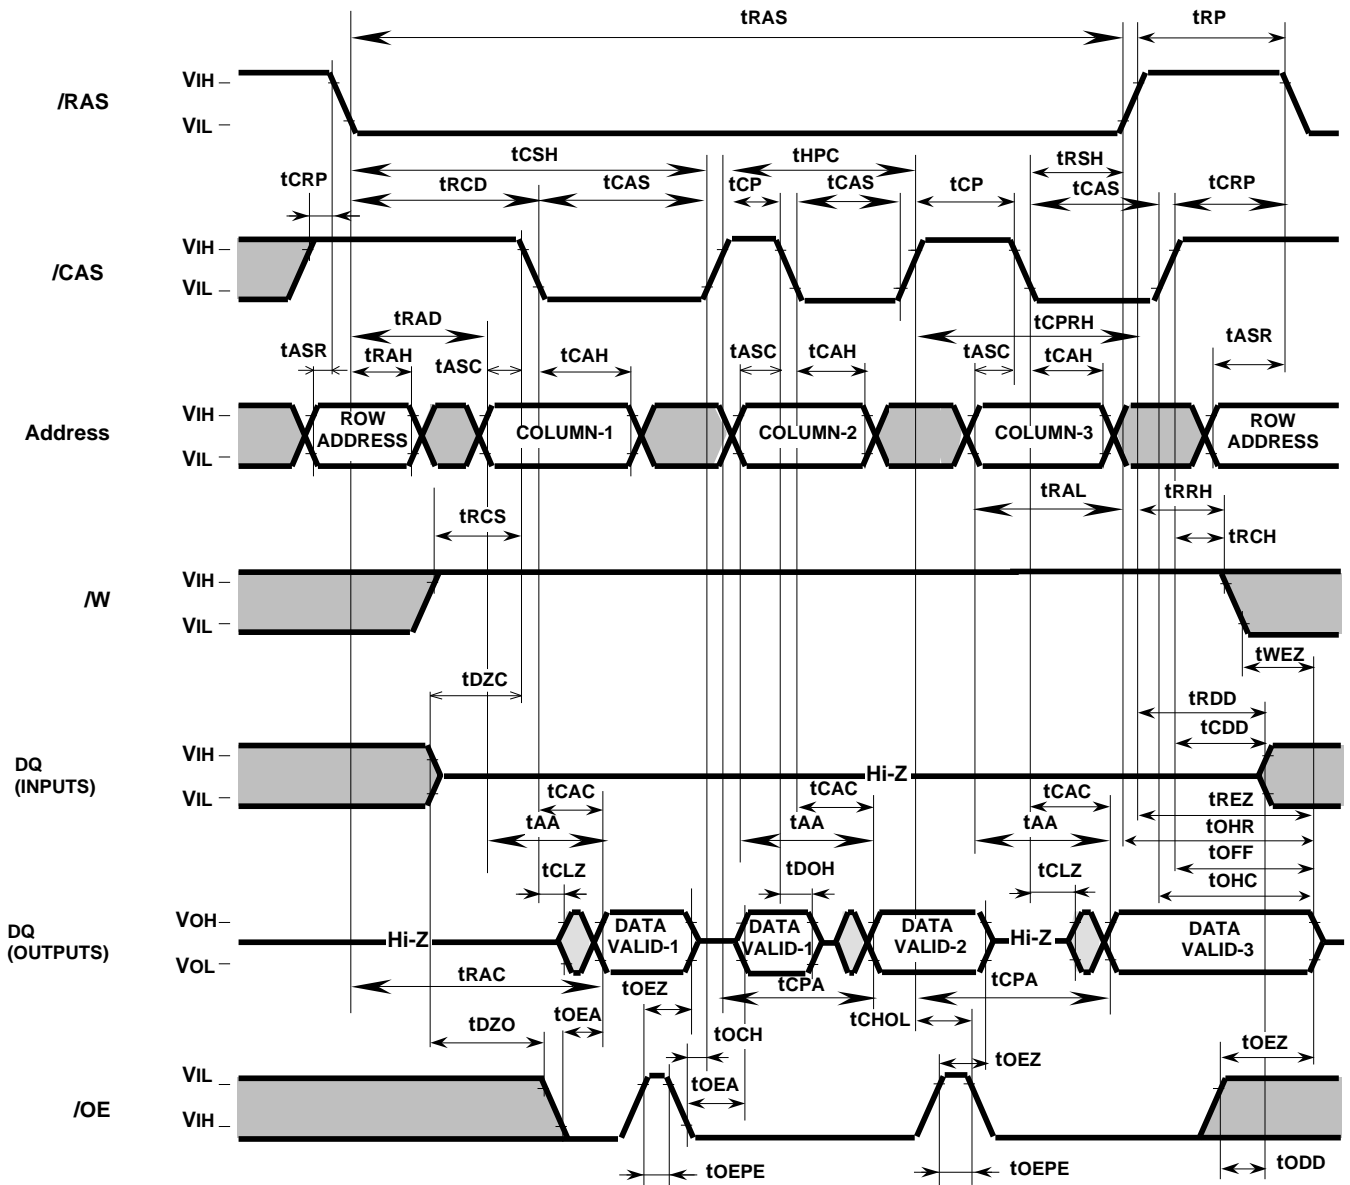 tRAS tRP
VIH
/RAS
VIL
tCSH tHPC tRSH
tCRP tRCD tCAS tCP tCAS tCP tCAS tCRP
VIH
/CAS
VIL
tRAD tCPRH
tASR tRAH tASC tCAH tASC tCAH tASC tCAH tASR
VIH
Address
VIL
ROW ADDRESS
COLUMN-1
COLUMN-2
COLUMN-3
ROW ADDRESS
tRAL tRRH
tRCS tRCH
VIH
/W
VIL
tWEZ
tDZC tRDD
tCDD
VIH
DQ
(INPUTS)
VIL
Hi-Z
tCAC tCAC tCAC tREZ
tAA tAA tAA tOHR
tOFF
tCLZ tDOH tCLZ tOHC
VOH
DQ
(OUTPUTS)
VOL
Hi-Z
DATA VALID-1
DATA VALID-1
DATA VALID-2
Hi-Z
DATA VALID-3
tRAC tOEZ tCPA tCPA
tDZO tOEA tOCH tCHOL
tOEZ tOEZ
VIL
/OE
VIH
tOEA
tOEPE tOEPE tODD